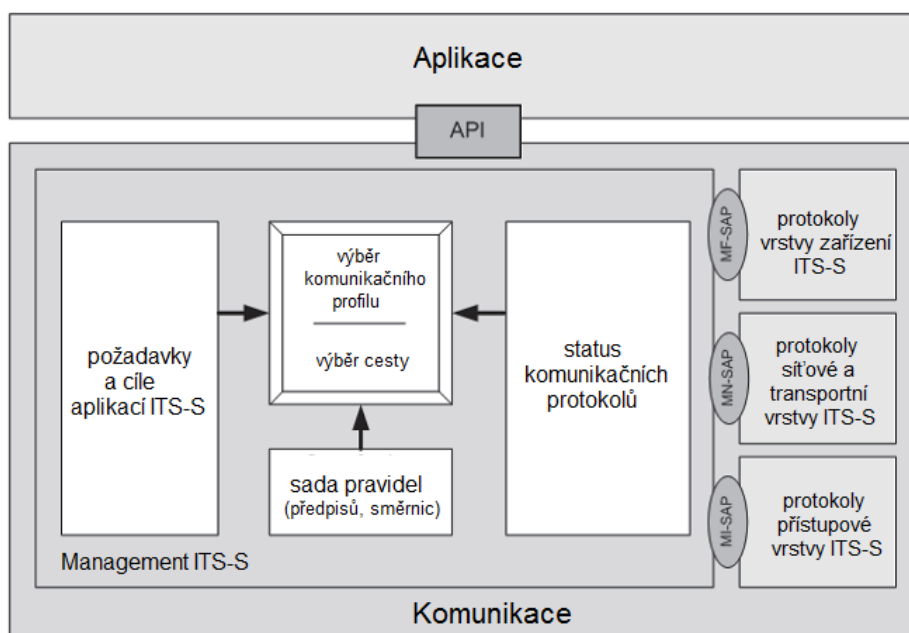 Aplikace
API
požadavky
a cíle
aplikací ITS-S
výběr
komunikačního
profilu
výběr cesty
sada pravidel
(předpisů, směrnic)
status
komunikačních
protokolů
Management ITS-S
MF-SAP
protokoly
vrstvy zařízení
ITS-S
MN-SAP
protokoly
síťové a
transportní
vrstvy ITS-S
MI-SAP
protokoly
přístupové
vrstvy ITS-S
Komunikace